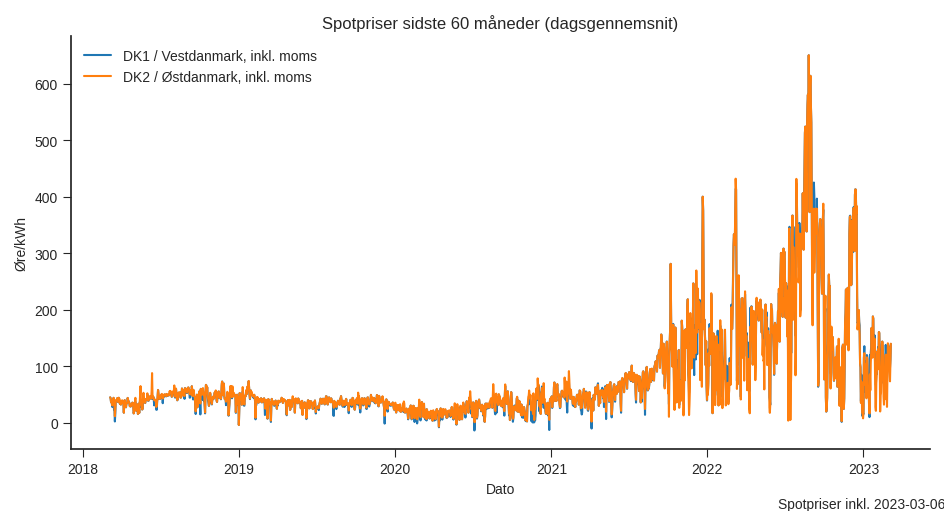 Spotpriser sidste 60 måneder (dagsgennemsnit)
DK1 / Vestdanmark, inkl. moms
DK2 / Østdanmark, inkl. moms
600
500
400
300
200
100
0
Øre/kWh
2018 2019 2020 2021 2022 2023
Dato
Spotpriser inkl. 2023-03-06